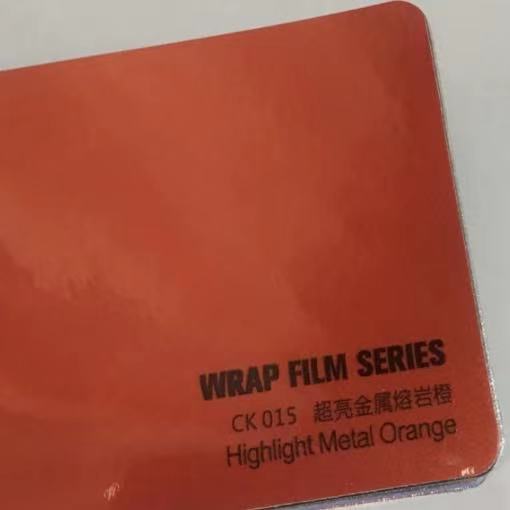 WRAP FILM SERIES
CK 015 超亮金属熔岩橙
Highlight Metal Orange